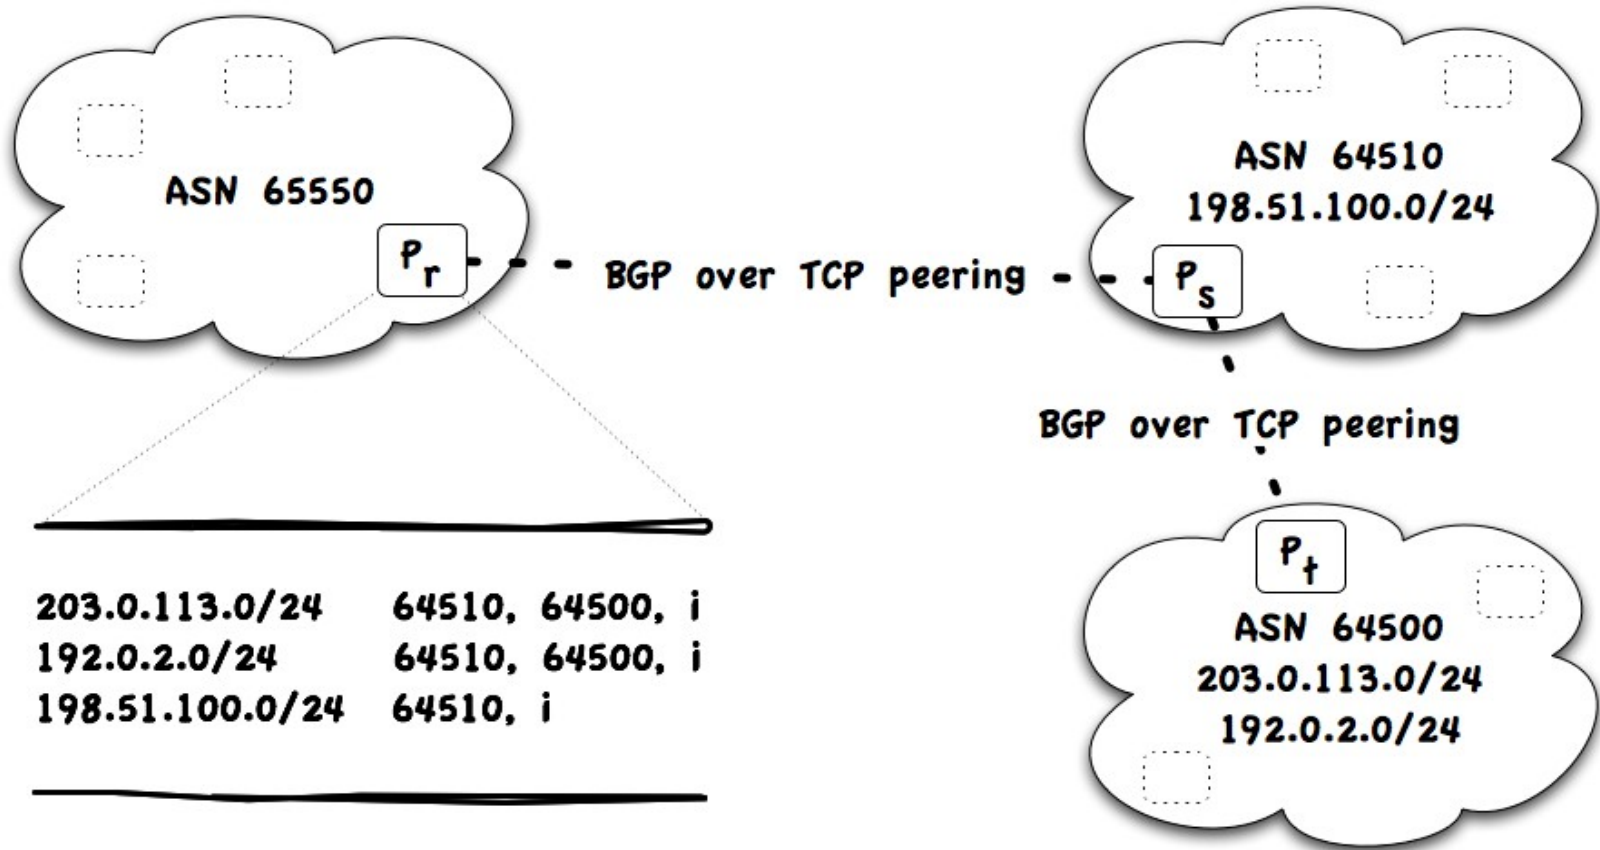 ASN 65550
Pr
BGP over TCP peering
ASN 64510
198.51.100.0/24
Ps
BGP over TCP peering
Pt
ASN 64500
203.0.113.0/24
192.0.2.0/24
203.0.113.0/24 64510, 64500, i
192.0.2.0/24 64510, 64500, i
198.51.100.0/24 64510, i